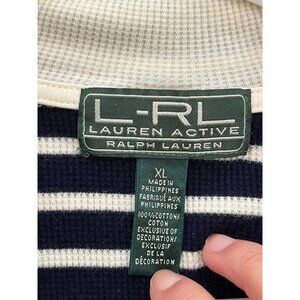 L-RL
LAUREN ACTIVE
RALPH LAUREN
XL
MADE IN
PHILIPPINES
FABRIQUÉ AUX
PHILIPPINES
100% COTTON/
COTON
EXCLUSIVE OF
DECORATION/
EXCLUSIF DE
LA
DÉCORATION